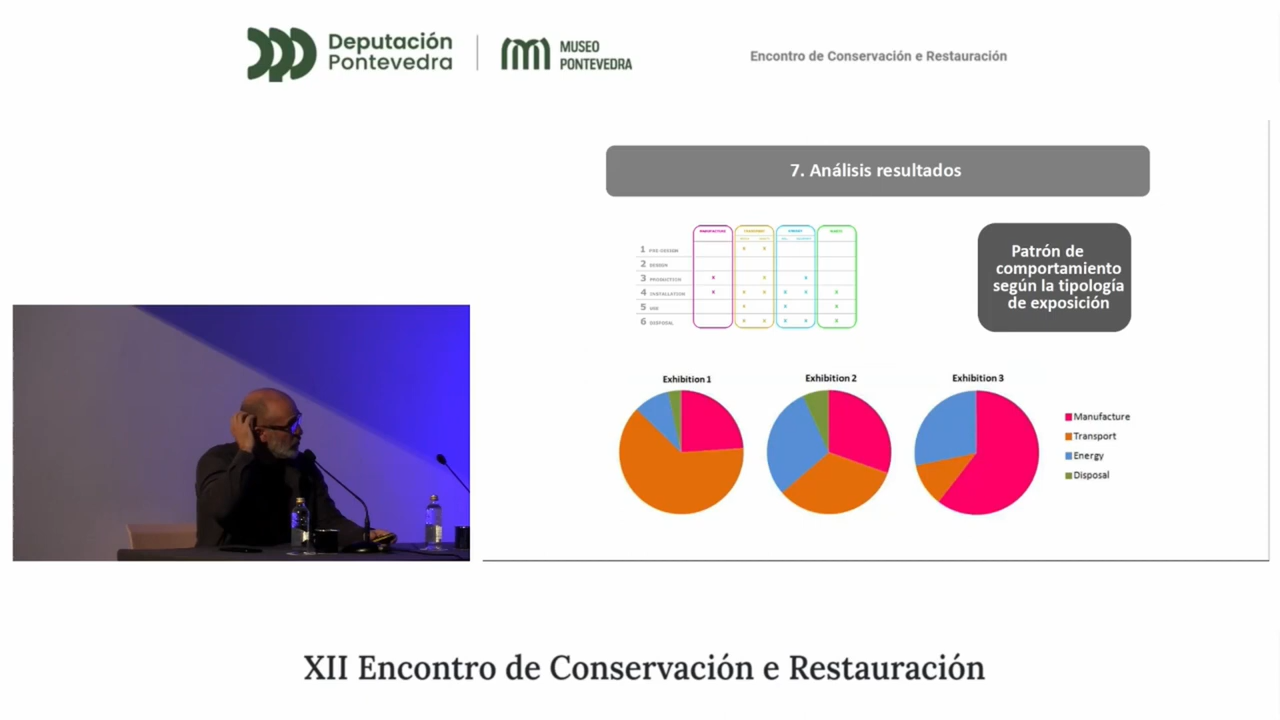 Deputación
Pontevedra
MUSEO
PONTEVEDRA
Encontro de Conservación e Restauración
7. Análisis resultados
MANUFACTURE
1 PRE-DESIGN
2 DESIGN
3 PRODUCTION
4 INSTALLATION
5 USE
6 DISPOSAL
Patrón de
comportamiento
según la tipología
de exposición
Exhibition 1
Exhibition 2
Exhibition 3
Manufacture
Transport
Energy
Disposal
XII Encontro de Conservación e Restauración